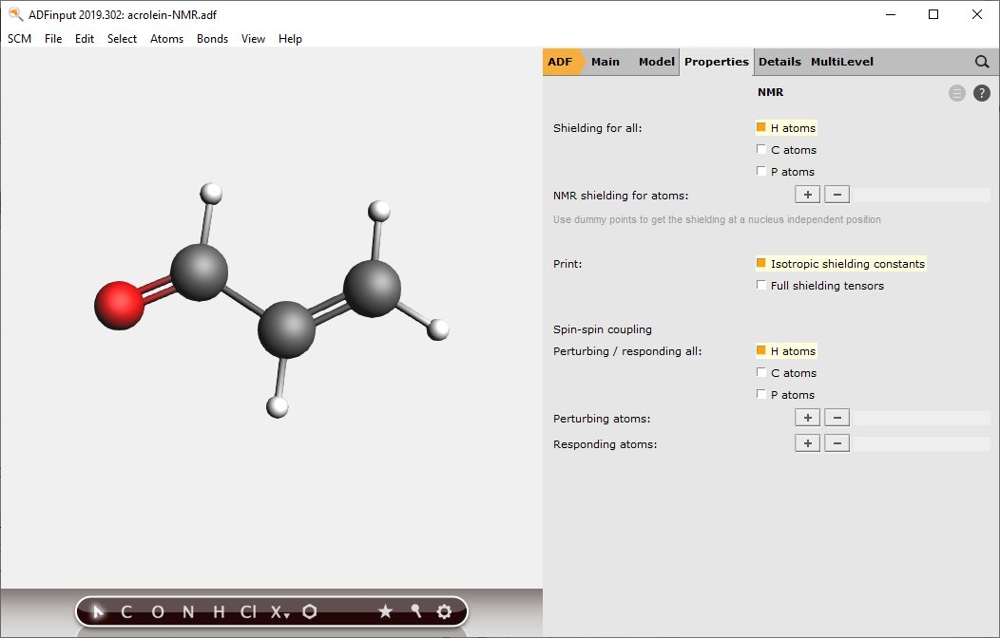 ADFinput 2019.302: acrolein-NMR.adf
SCM File Edit Select Atoms Bonds View Help
ADF Main Model Properties Details MultiLevel
NMR
?
Shielding for all: H atoms
C atoms
P atoms
NMR shielding for atoms: + −
Use dummy points to get the shielding at a nucleus independent position
Print: Isotropic shielding constants
Full shielding tensors
Spin-spin coupling
Perturbing / responding all: H atoms
C atoms
P atoms
Perturbing atoms: + −
Responding atoms: + −
C O N H Cl X